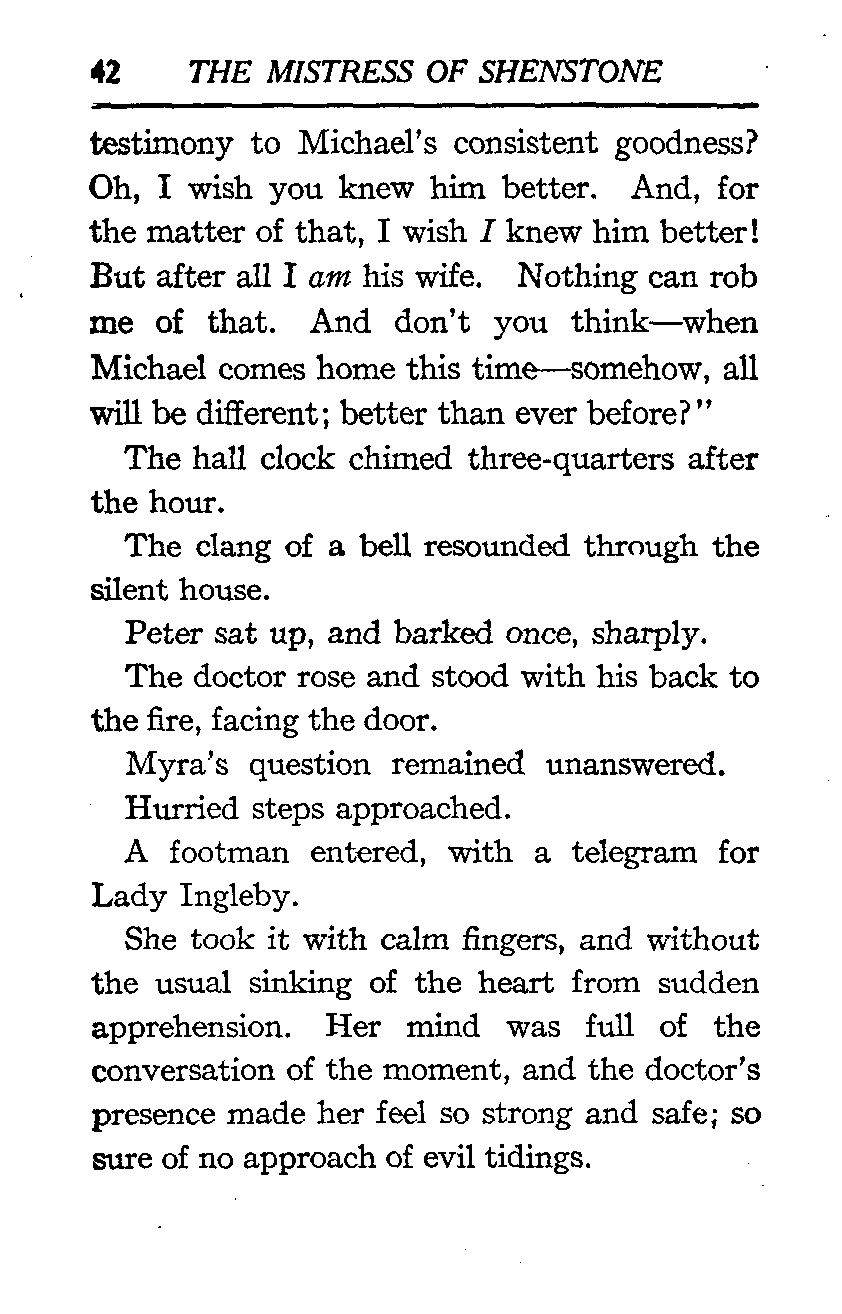 42 THE MISTRESS OF SHENSTONE
testimony to Michael's consistent goodness?
Oh, I wish you knew him better. And, for
the matter of that, I wish I knew him better!
But after all I am his wife. Nothing can rob
me of that. And don't you think—when
Michael comes home this time—somehow, all
will be different; better than ever before?"
The hall clock chimed three-quarters after
the hour.
The clang of a bell resounded through the
silent house.
Peter sat up, and barked once, sharply.
The doctor rose and stood with his back to
the fire, facing the door.
Myra's question remained unanswered.
Hurried steps approached.
A footman entered, with a telegram for
Lady Ingleby.
She took it with calm fingers, and without
the usual sinking of the heart from sudden
apprehension. Her mind was full of the
conversation of the moment, and the doctor's
presence made her feel so strong and safe; so
sure of no approach of evil tidings.